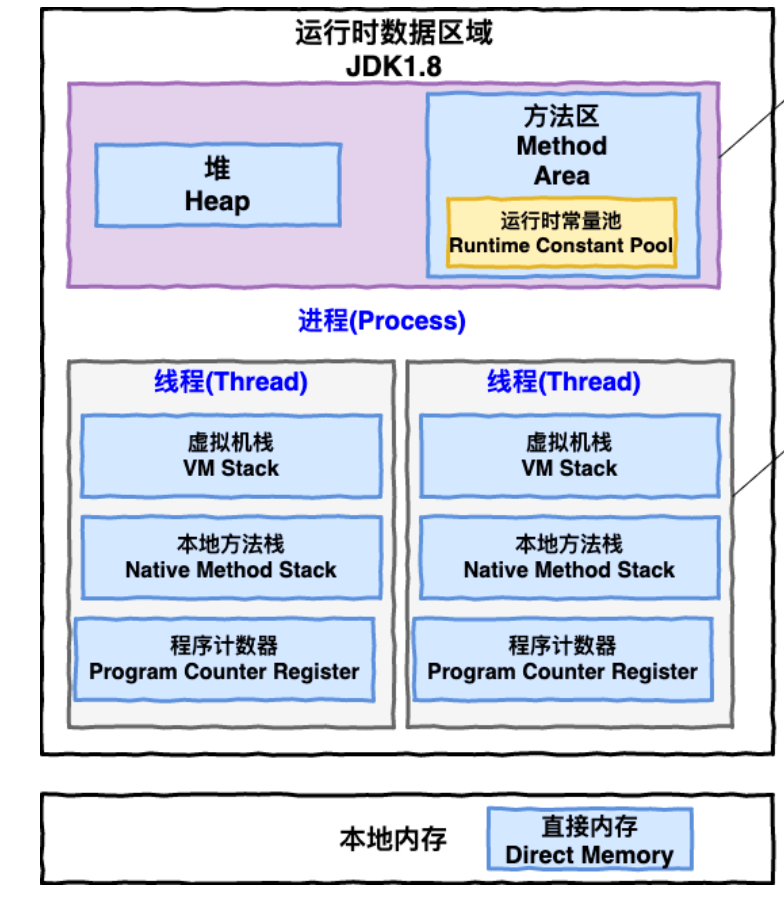 运行时数据区域
JDK1.8
堆
Heap
方法区
Method
Area
运行时常量池
Runtime Constant Pool
进程(Process)
线程(Thread)
虚拟机栈
VM Stack
本地方法栈
Native Method Stack
程序计数器
Program Counter Register
线程(Thread)
虚拟机栈
VM Stack
本地方法栈
Native Method Stack
程序计数器
Program Counter Register
本地内存
直接内存
Direct Memory